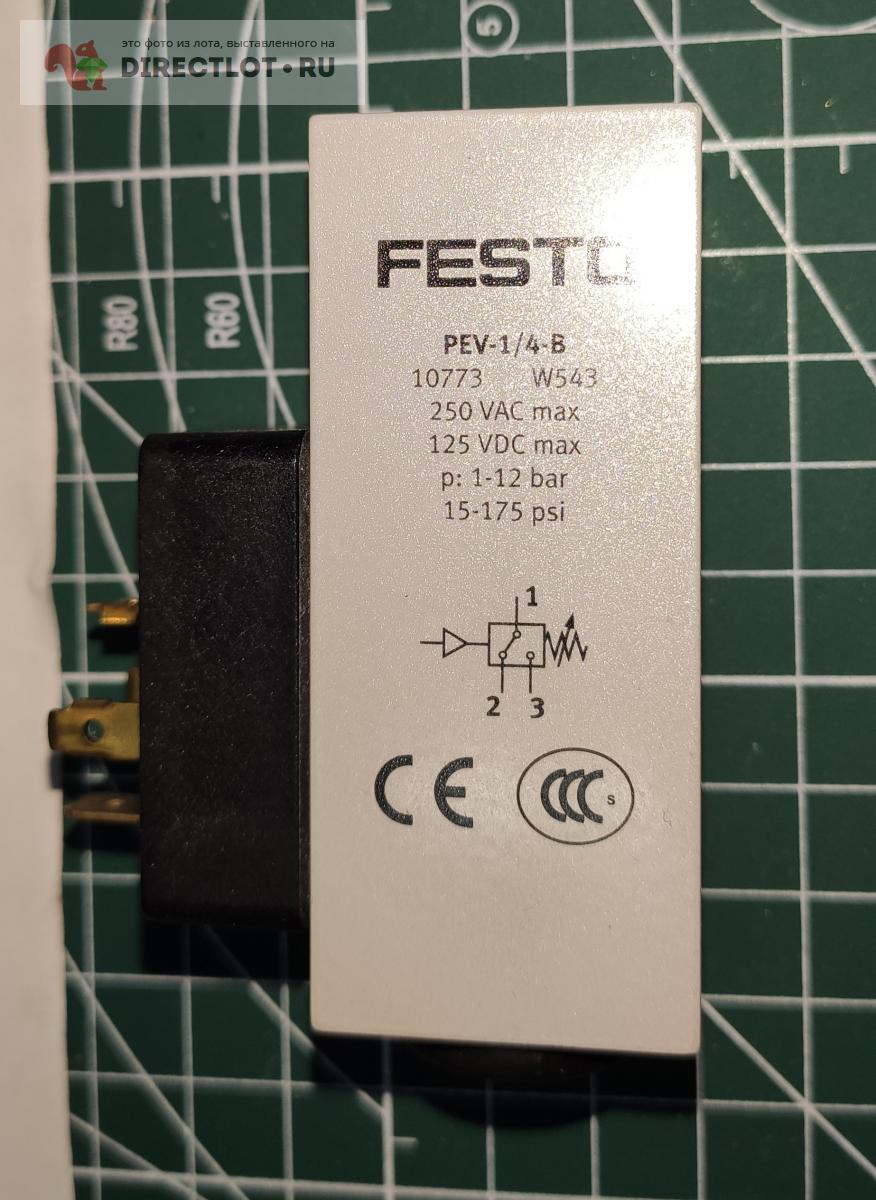 это фото из лота, выставленного на
DIRECTLOT.RU
5
R80
R60
FESTO
PEV-1/4-B
10773 W543
250 VAC max
125 VDC max
p: 1-12 bar
15-175 psi
1
2 3
CE CCC S